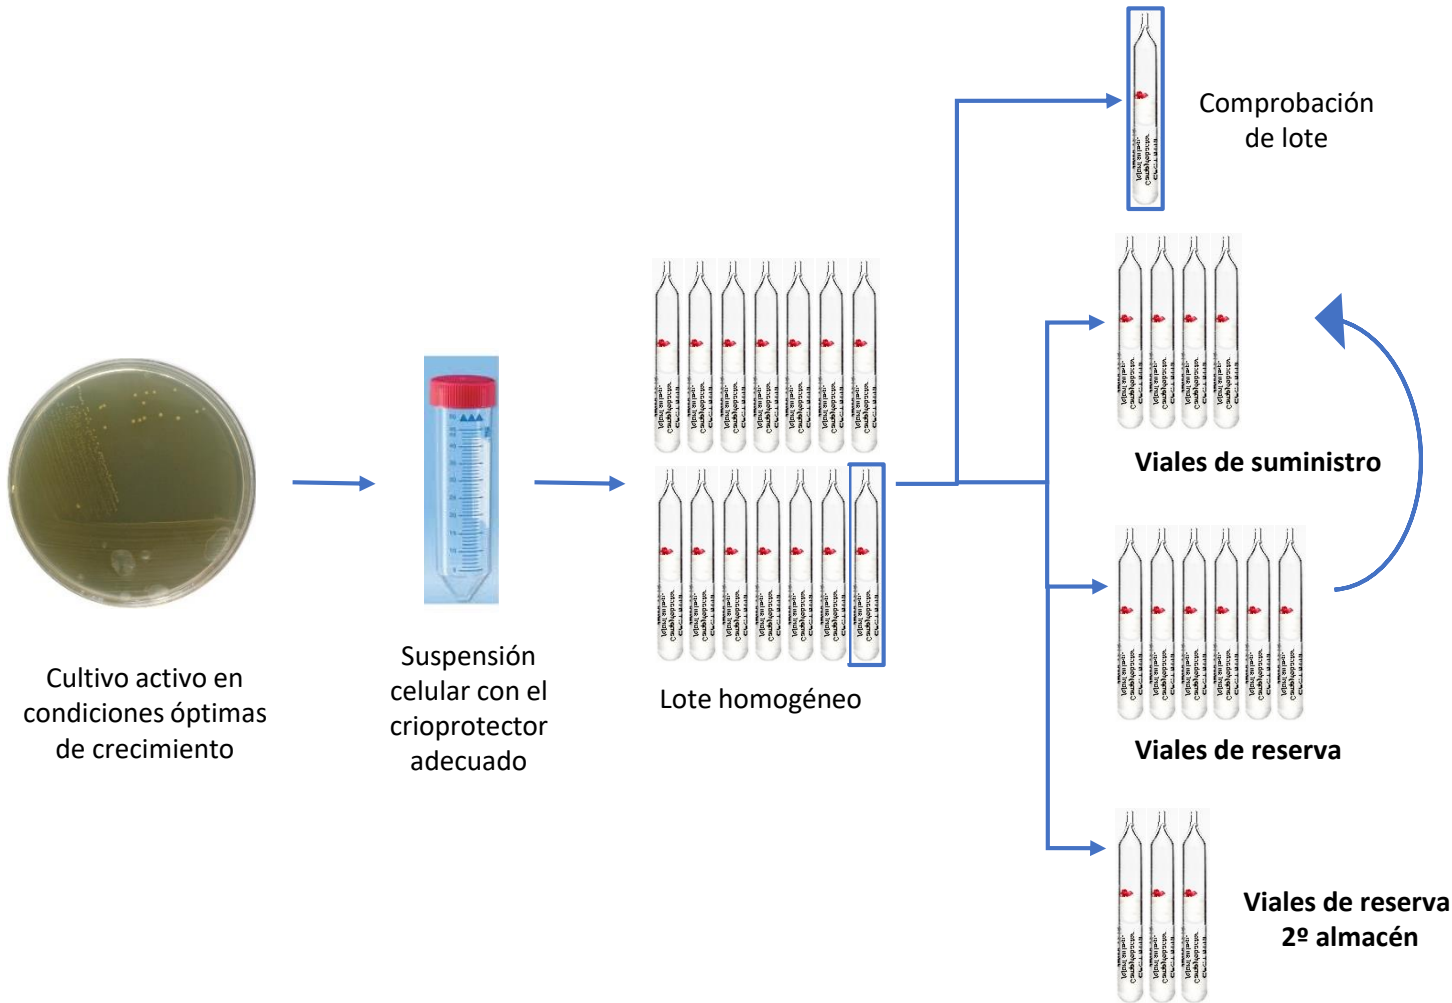 Comprobación
de lote
Viales de suministro
Cultivo activo en
condiciones óptimas
de crecimiento
Suspensión
celular con el
crioprotector
adecuado
Lote homogéneo
Viales de reserva
Viales de reserva
2º almacén